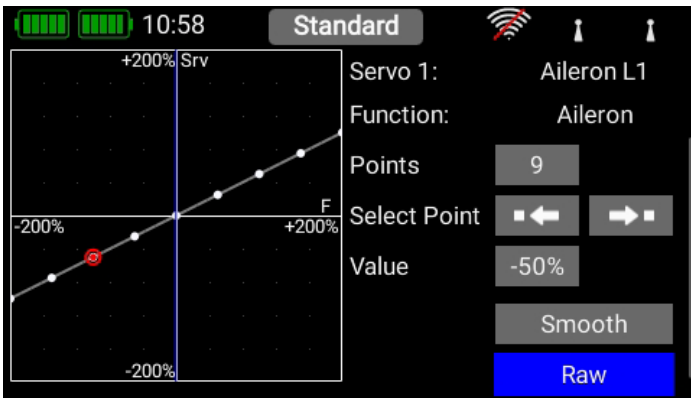 10:58 Standard
+200% Srv
F
-200% +200%
-200%
Servo 1: Aileron L1
Function: Aileron
Points 9
Select Point
Value -50%
Smooth
Raw